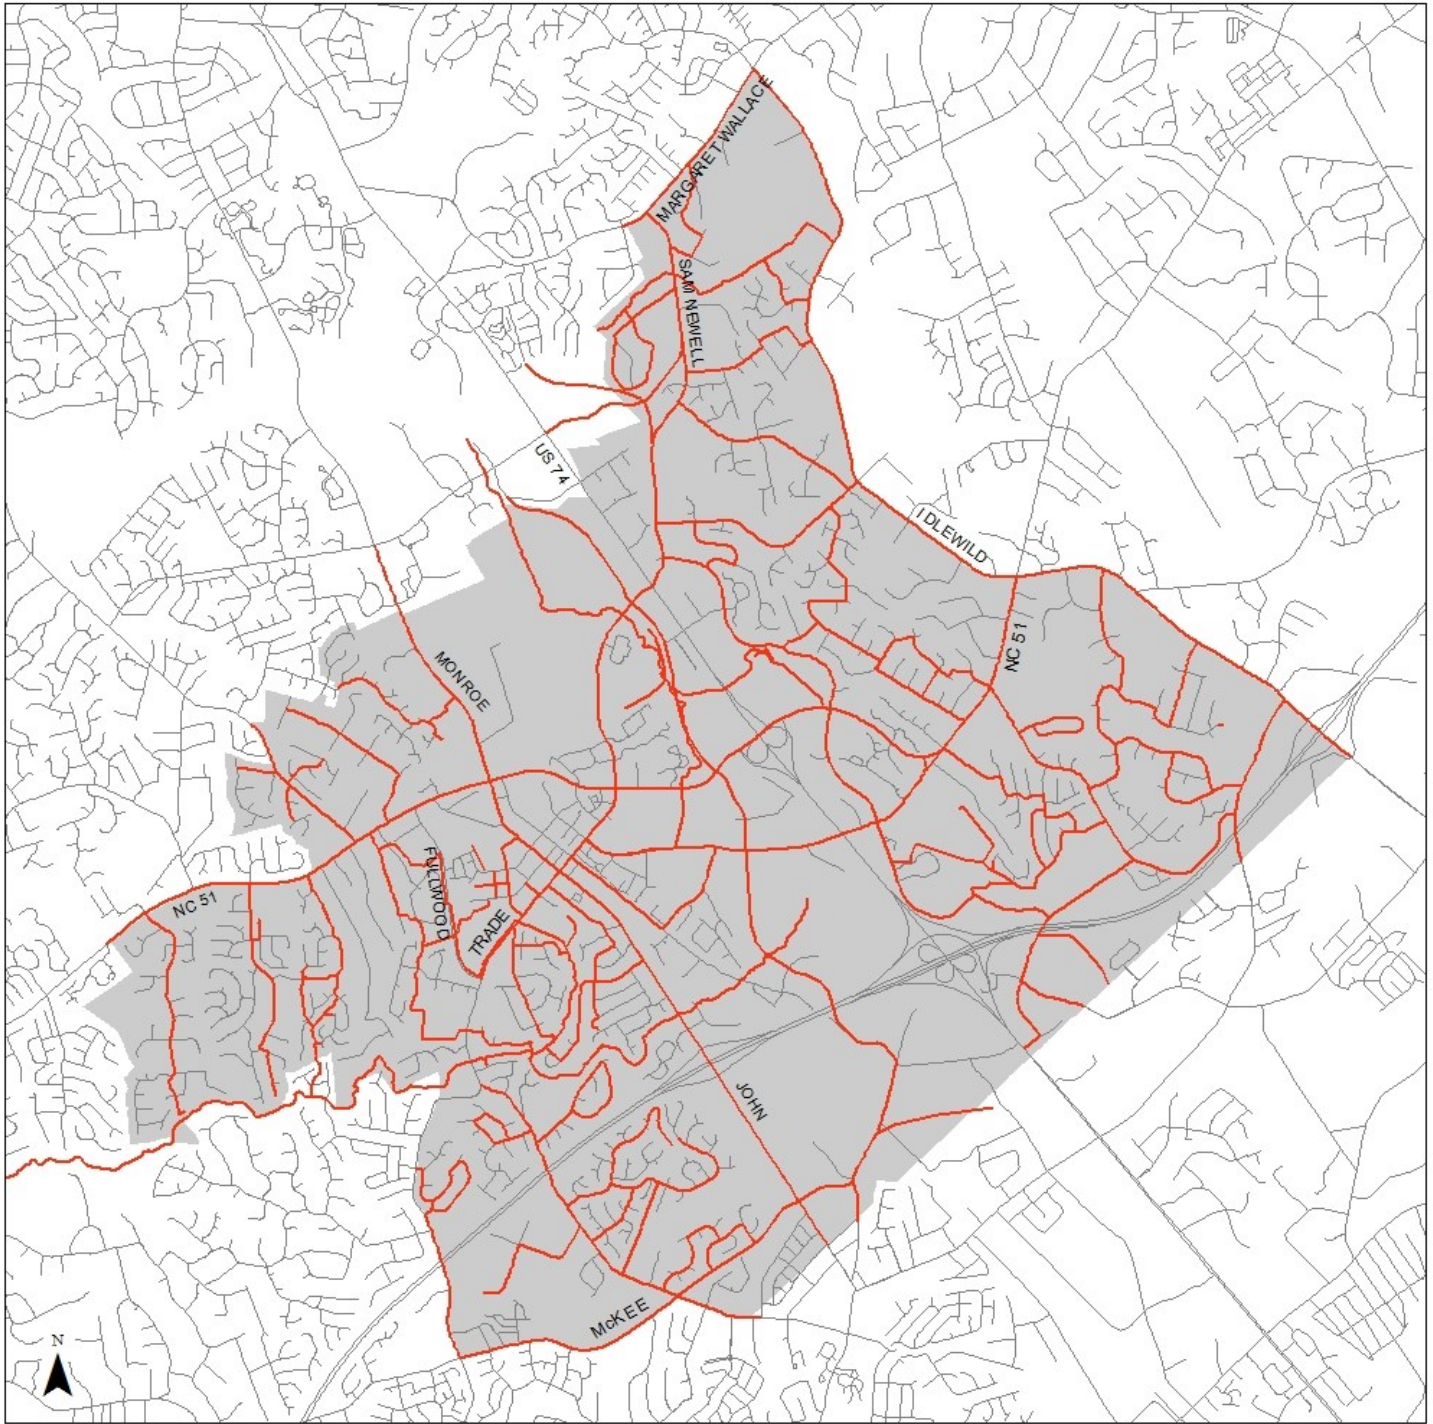 MARGARET WALLACE
SAM NEWELL
US 74
IDLEWILD
NC 51
MONROE
FULLWOOD
NC 51
TRADE
JOHN
McKEE
N